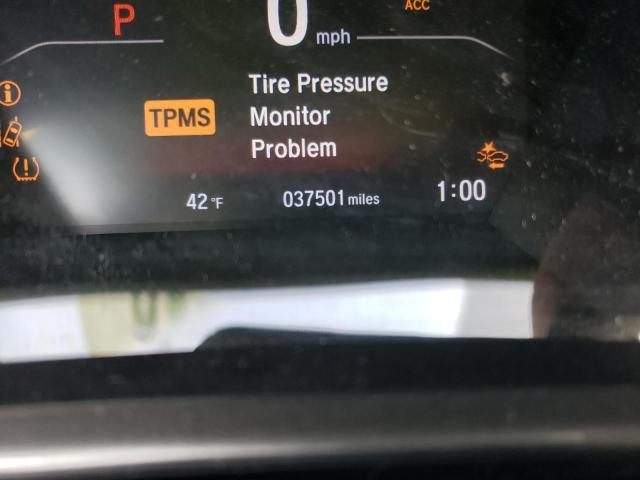 P
0 mph
ACC
Tire Pressure
TPMS Monitor
Problem
42°F 037501 miles 1:00